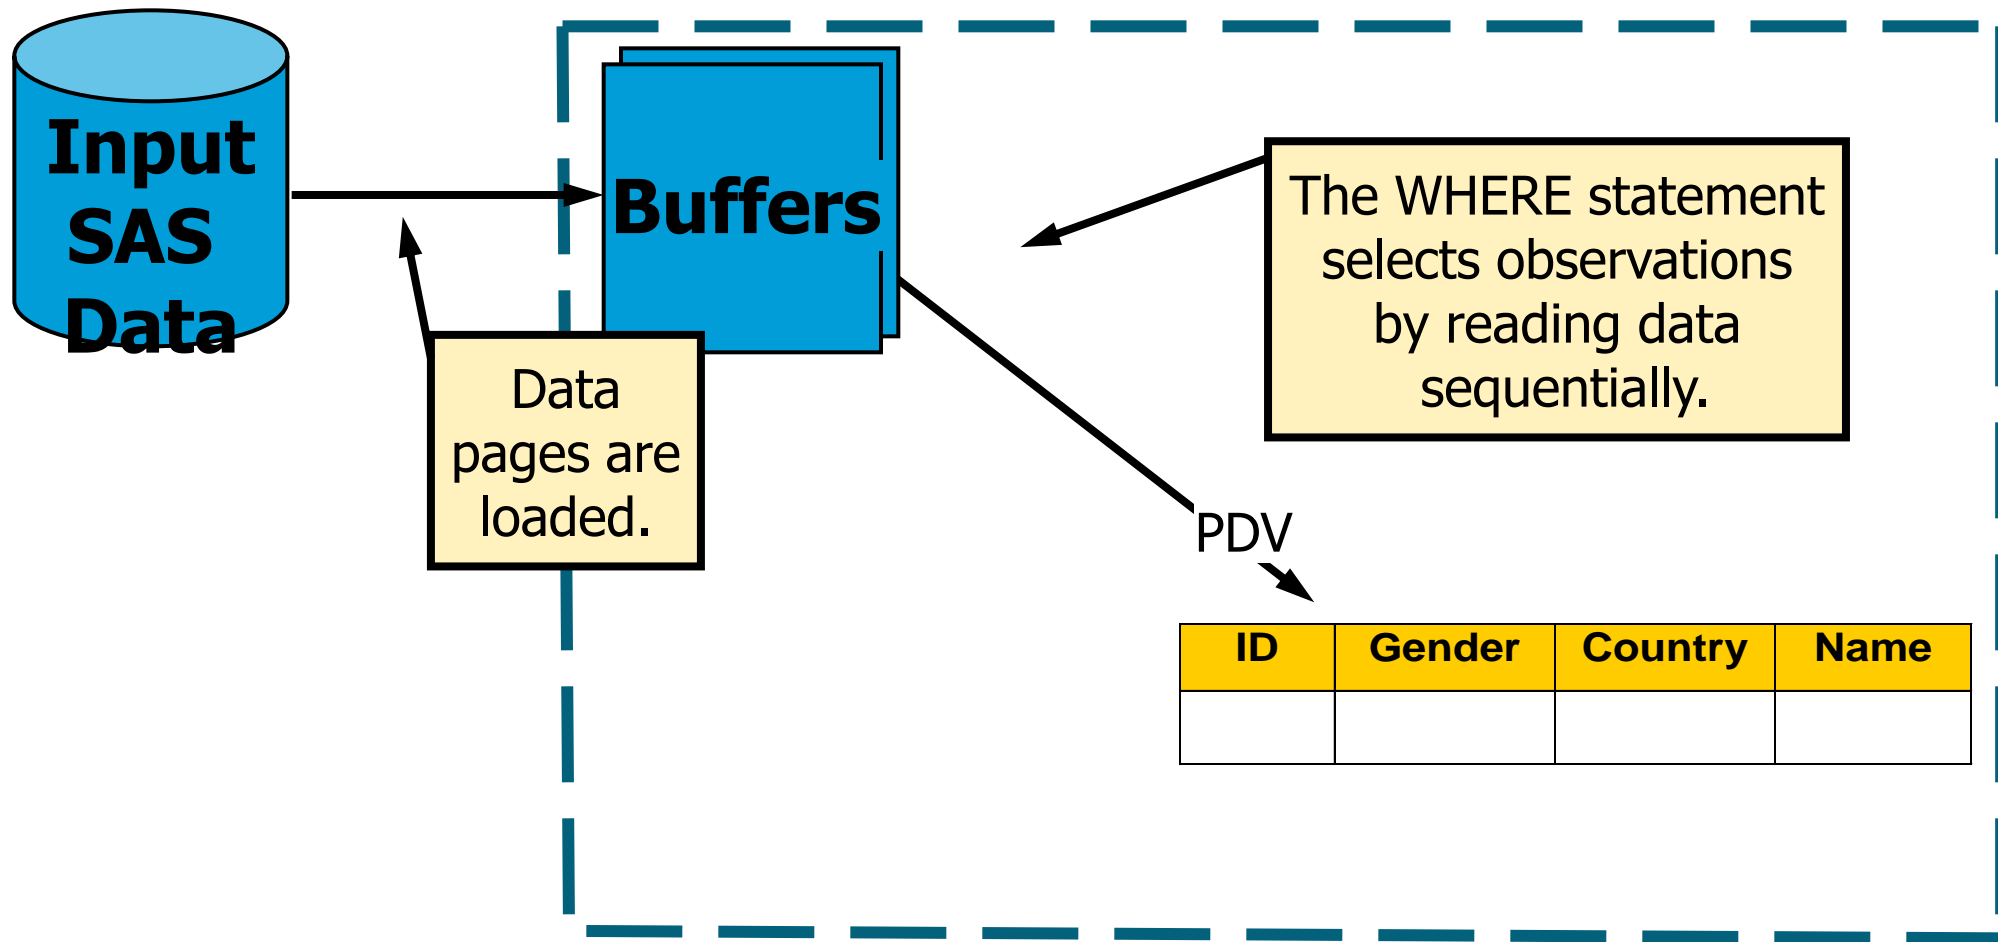 Input
SAS
Data
Buffers
Data
pages are
loaded.
The WHERE statement
selects observations
by reading data
sequentially.
PDV
ID Gender Country Name